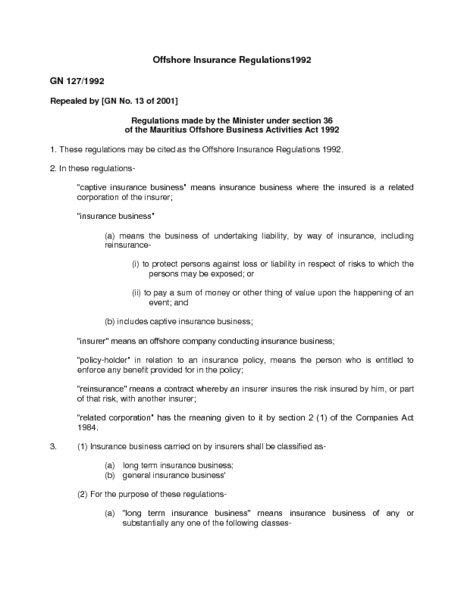 Offshore Insurance Regulations1992
GN 127/1992
Repealed by [GN No. 13 of 2001]
Regulations made by the Minister under section 36
of the Mauritius Offshore Business Activities Act 1992
1. These regulations may be cited as the Offshore Insurance Regulations 1992.
2. In these regulations-
"captive insurance business" means insurance business where the insured is a related
corporation of the insurer;
"insurance business"
(a) means the business of undertaking liability, by way of insurance, including
reinsurance-
(i) to protect persons against loss or liability in respect of risks to which the
persons may be exposed; or
(ii) to pay a sum of money or other thing of value upon the happening of an
event; and
(b) includes captive insurance business;
"insurer" means an offshore company conducting insurance business;
"policy-holder" in relation to an insurance policy, means the person who is entitled to
enforce any benefit provided for in the policy;
"reinsurance" means a contract whereby an insurer insures the risk insured by him, or part
of that risk, with another insurer;
"related corporation" has the meaning given to it by section 2 (1) of the Companies Act
1984.
3. (1) Insurance business carried on by insurers shall be classified as-
(a) long term insurance business;
(b) general insurance business'
(2) For the purpose of these regulations-
(a) "long term insurance business" means insurance business of any or
substantially any one of the following classes-